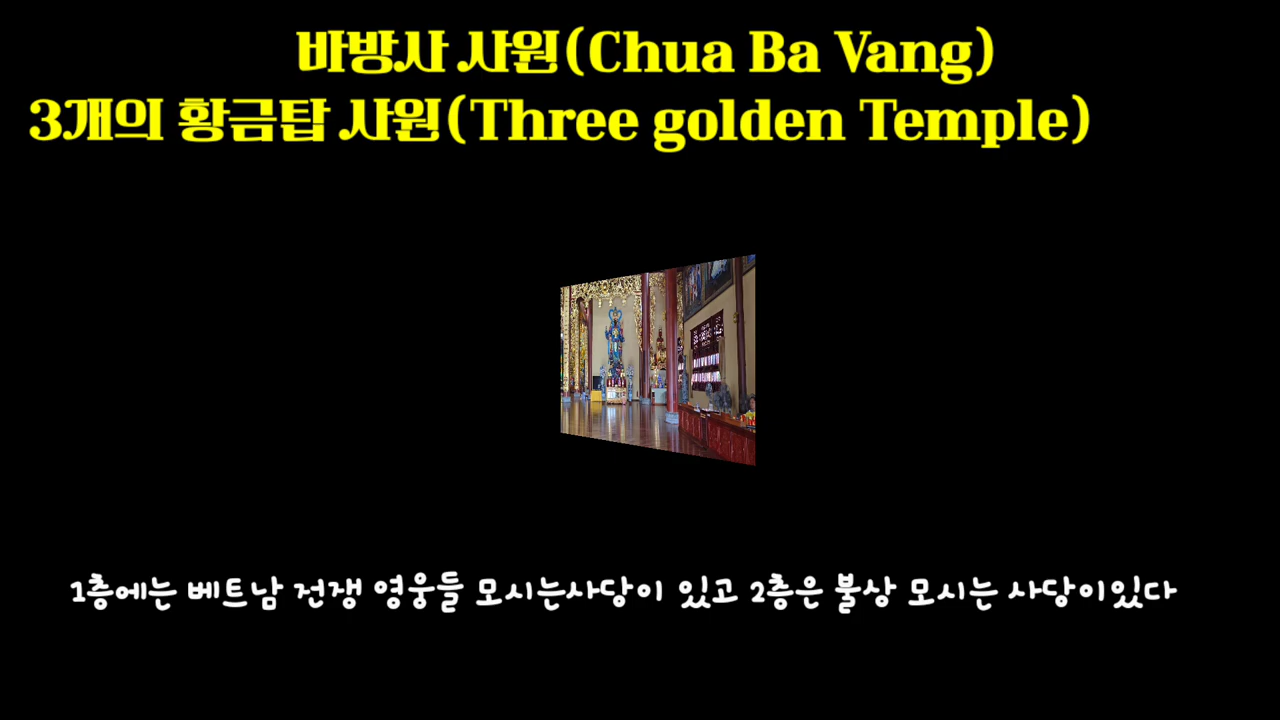 바방사 사원(Chua Ba Vang)
3개의 황금탑 사원(Three golden Temple)
1층에는 베트남 전쟁 영웅들 모시는사당이 있고 2층은 불상 모시는 사당이있다